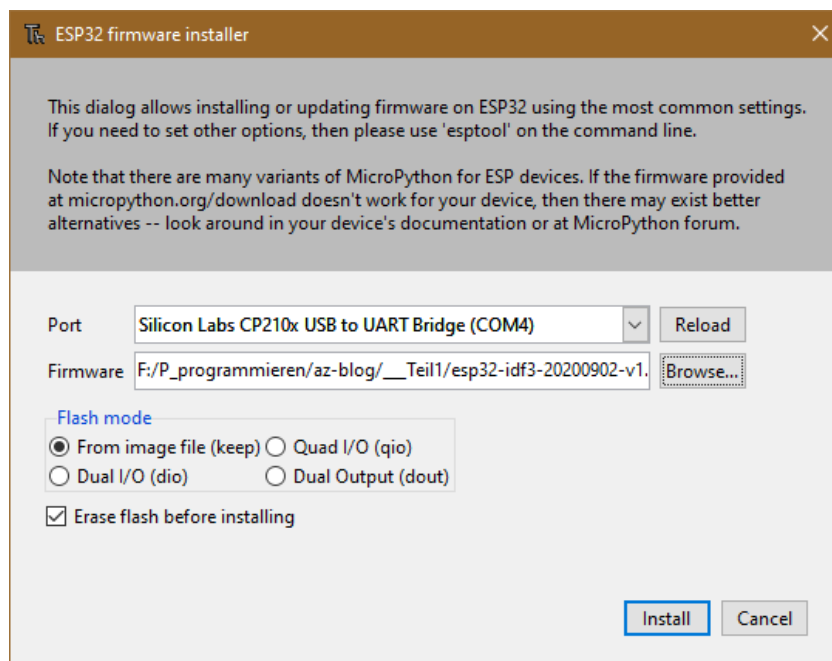 ESP32 firmware installer
This dialog allows installing or updating firmware on ESP32 using the most common settings.
If you need to set other options, then please use 'esptool' on the command line.
Note that there are many variants of MicroPython for ESP devices. If the firmware provided
at micropython.org/download doesn't work for your device, then there may exist better
alternatives -- look around in your device's documentation or at MicroPython forum.
Port Silicon Labs CP210x USB to UART Bridge (COM4) Reload
Firmware F:/P_programmieren/az-blog/___Teil1/esp32-idf3-20200902-v1. Browse...
Flash mode
From image file (keep) Quad I/O (qio)
Dual I/O (dio) Dual Output (dout)
Erase flash before installing
Install Cancel